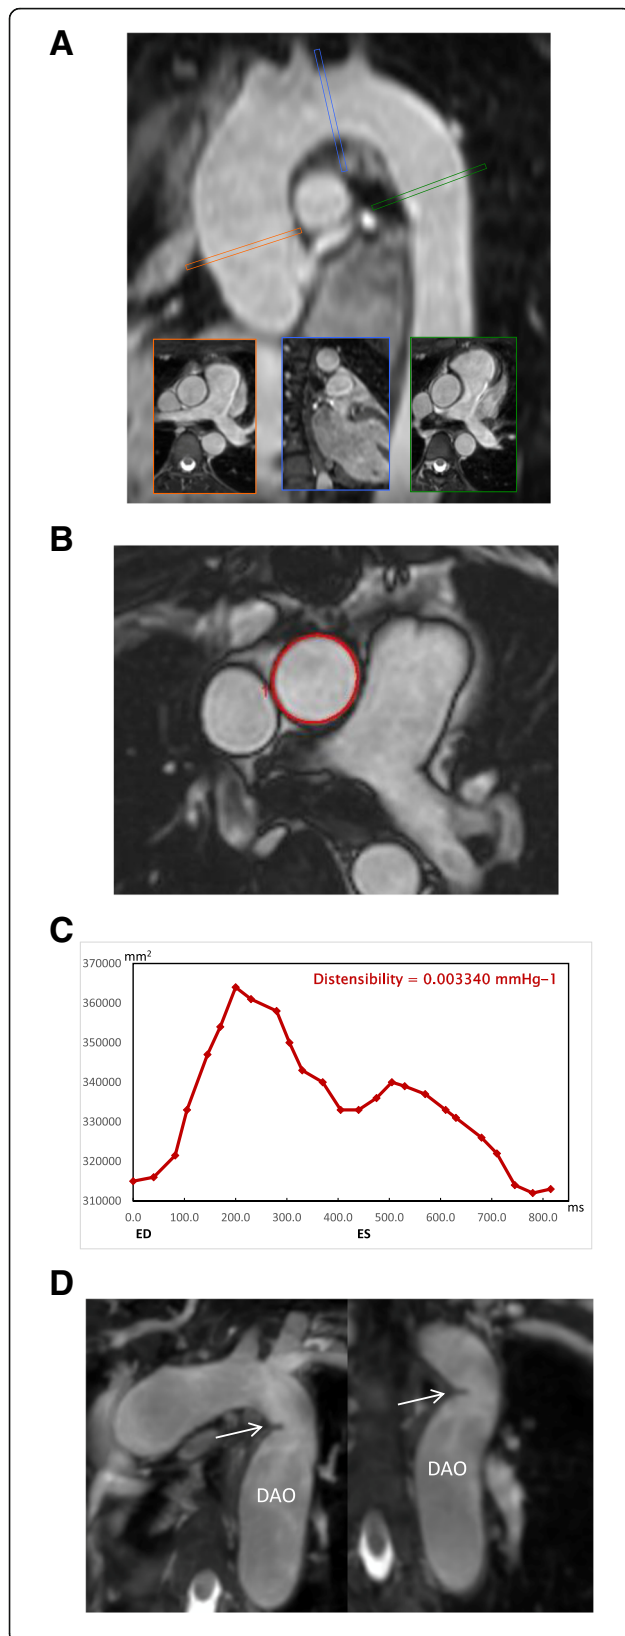 A
B
1
C
mm2
370000
Distensibility = 0.003340 mmHg-1
360000
350000
340000
330000
320000
310000
ms
0.0 100.0 200.0 300.0 400.0 500.0 600.0 700.0 800.0
ED ES
D
DAO DAO